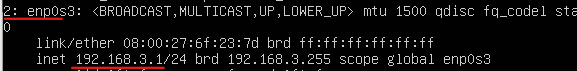 2: enp0s3: <BROADCAST,MULTICAST,UP,LOWER_UP> mtu 1500 qdisc fq_codel sta
0
link/ether 08:00:27:6f:23:7d brd ff:ff:ff:ff:ff:ff
inet 192.168.3.1/24 brd 192.168.3.255 scope global enp0s3